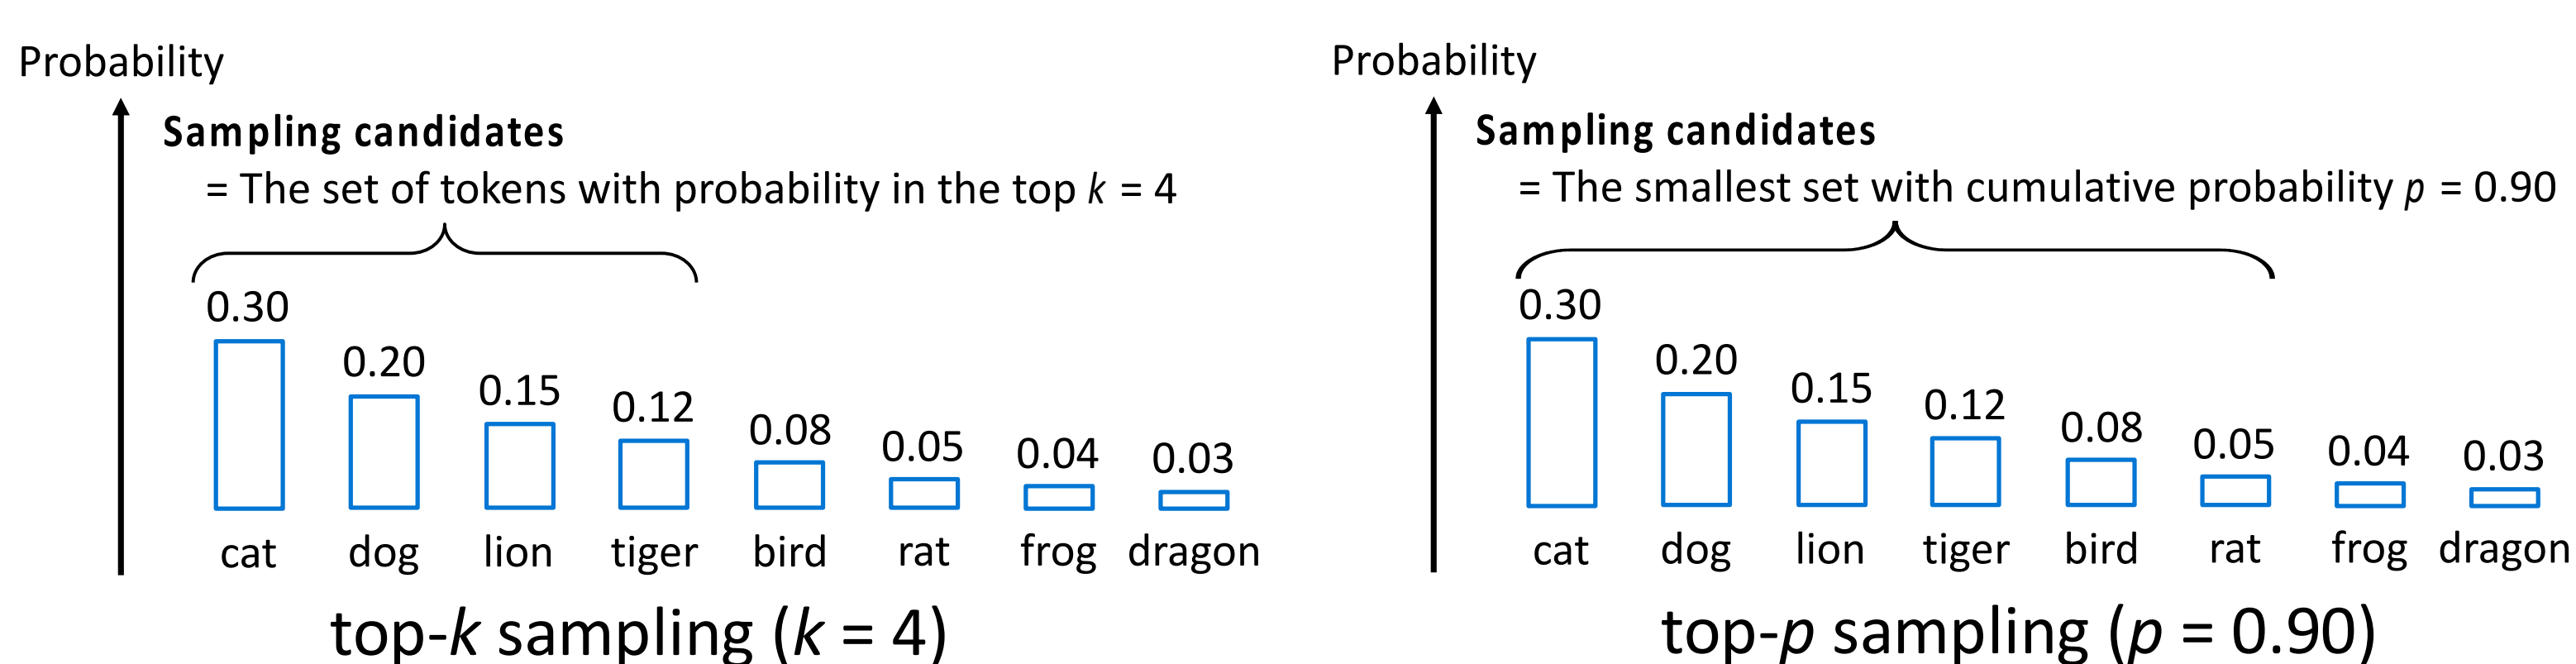 Probability
Sampling candidates
= The set of tokens with probability in the top k = 4
0.30
0.20
0.15
0.12
0.08
0.05
0.04
0.03
cat dog lion tiger bird rat frog dragon
top-k sampling (k = 4)
Probability
Sampling candidates
= The smallest set with cumulative probability p = 0.90
0.30
0.20
0.15
0.12
0.08
0.05
0.04
0.03
cat dog lion tiger bird rat frog dragon
top-p sampling (p = 0.90)